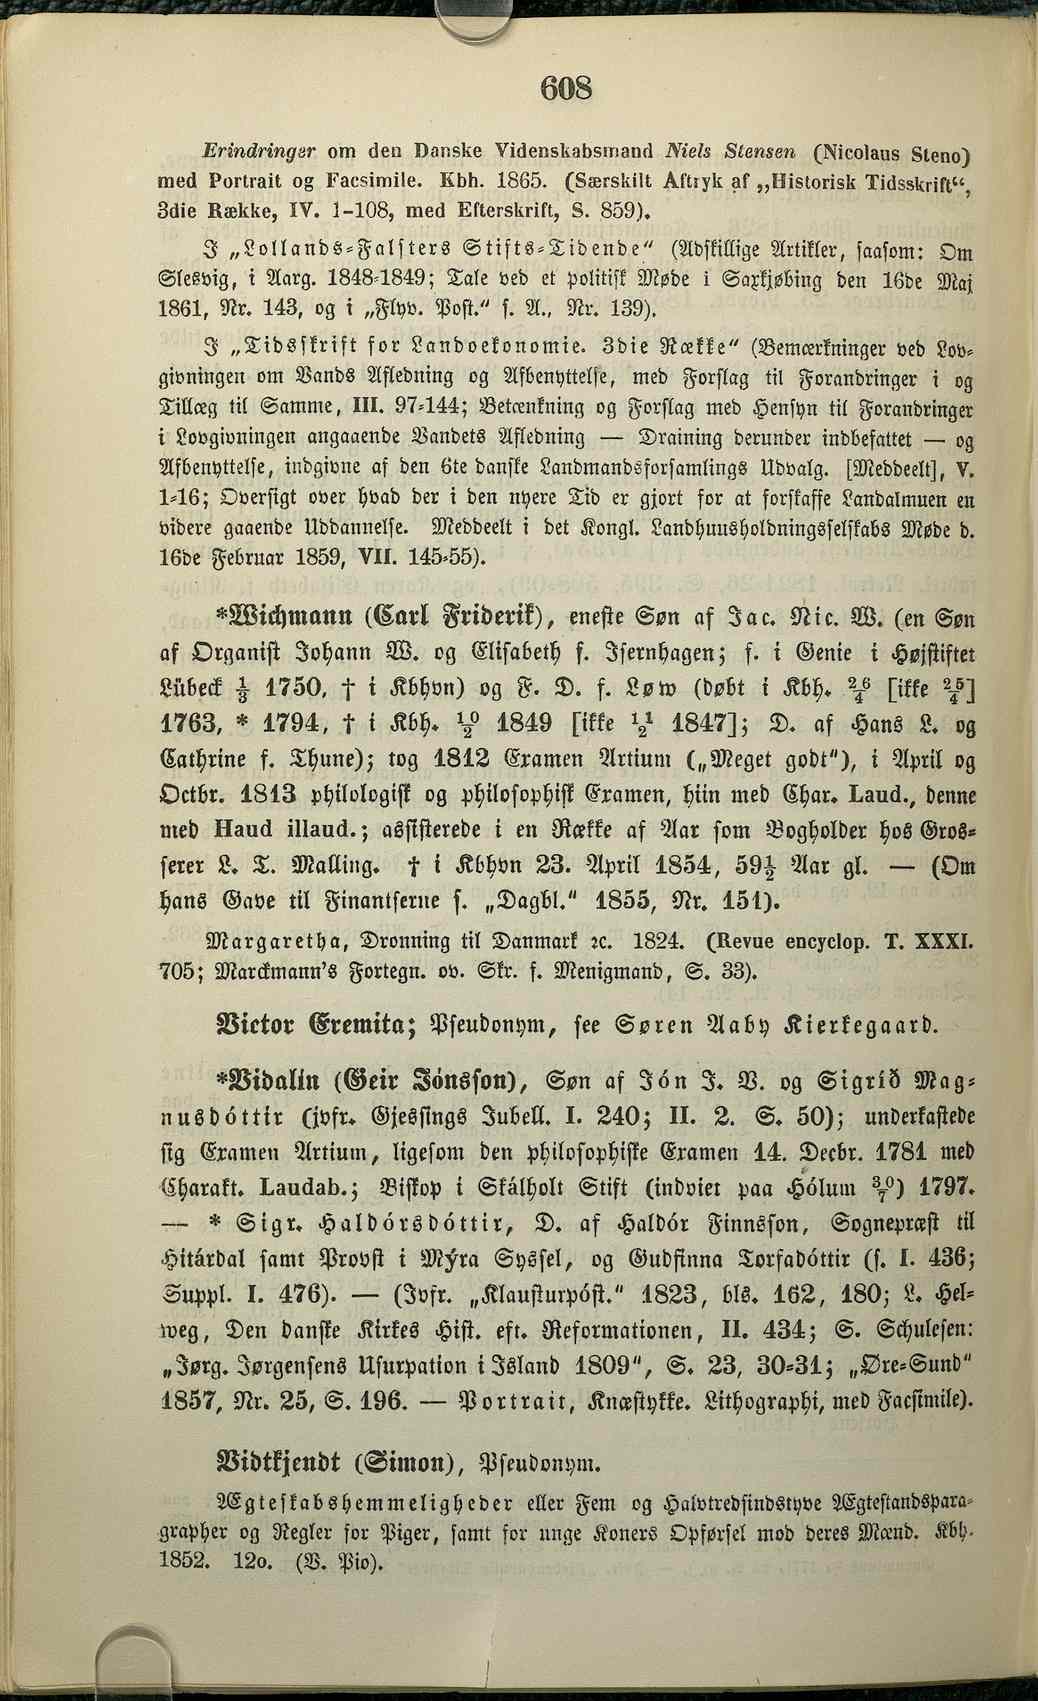 608
Erindringer om den Danske Videnskabsmand Niels Stensen (Nicolaus Steno)
med Portrait og Facsimile. Kbh. 1865. (Særskilt Aftryk af „Historisk Tidsskrift“,
3die Række, IV. 1-108, med Efterskrift, S. 859).
I „Lollands-Falsters Stifts-Tidende“ (Adskillige Artikler, saasom: Om
Slesvig, i Aarg. 1848-1849; Tale ved et politisk Møde i Saxkjøbing den 16de Maj
1861, Nr. 143, og i „Flyv. Post.“ s. A., Nr. 139).
I „Tidsskrift for Landoekonomie. 3die Række“ (Bemærkninger ved Lov-
givningen om Vands Afledning og Afbenyttelse, med Forslag til Forandringer i og
Tillæg til Samme, III. 97-144; Betænkning og Forslag med Hensyn til Forandringer
i Lovgivningen angaaende Vandets Afledning — Draining derunder indbefattet — og
Afbenyttelse, indgivne af den 6te danske Landmandsforsamlings Udvalg. [Meddeelt], V.
1-16; Oversigt over hvad der i den nyere Tid er gjort for at forskaffe Landalmuen en
videre gaaende Uddannelse. Meddeelt i det Kongl. Landhuusholdningsselskabs Møde d.
16de Februar 1859, VII. 145-55).
*Wichmann (Carl Friderik), eneste Søn af Jac. Nic. W. (en Søn
af Organist Johann W. og Elisabeth f. Isernhagen; f. i Genie i Højstiftet
Lübeck 1/3 1750, † i Kbhvn) og F. D. f. Løw (døbt i Kbh. 26/4 [ikke 25/4]
1763, * 1794, † i Kbh. 10/2 1849 [ikke 11/2 1847]; D. af Hans L. og
Cathrine f. Thune); tog 1812 Examen Artium („Meget godt“), i April og
Octbr. 1813 philologisk og philosophisk Examen, hiin med Char. Laud., denne
med Haud illaud.; assisterede i en Række af Aar som Bogholder hos Gros-
serer L. T. Malling. † i Kbhvn 23. April 1854, 59½ Aar gl. — (Om
hans Gave til Finantserne s. „Dagbl.“ 1855, Nr. 151).
Margaretha, Dronning til Danmark ꝛc. 1824. (Revue encyclop. T. XXXI.
705; Marckmann's Fortegn. ov. Skr. f. Menigmand, S. 33).
Victor Eremita; Pseudonym, see Søren Aaby Kierkegaard.
*Vidalin (Geir Jónsson), Søn af Jón J. V. og Sigríð Mag-
nusdóttir (jvfr. Gjessings Jubell. I. 240; II. 2. S. 50); underkastede
sig Examen Artium, ligesom den philosophiske Examen 14. Decbr. 1781 med
Charakt. Laudab.; Biskop i Skálholt Stift (indviet paa Hólum 30/7) 1797.
— * Sigr. Haldórsdóttir, D. af Haldór Finnsson, Sognepræst til
Hitárdal samt Provst i Mýra Syssel, og Gudfinna Torfadóttir (s. I. 436;
Suppl. I. 476). — (Jvfr. „Klausturpóst.“ 1823, bls. 162, 180; L. Hel-
weg, Den danske Kirkes Hist. eft. Reformationen, II. 434; S. Schulesen:
„Jørg. Jørgensens Usurpation i Island 1809“, S. 23, 30-31; „Øre-Sund“
1857, Nr. 25, S. 196. — Portrait, Knæstykke. Lithographi, med Facsimile).
Vidtkjendt (Simon), Pseudonym.
Ægteskabshemmeligheder eller Fem og Halvtredsindstyve Ægtestandspara-
grapher og Regler for Piger, samt for unge Koners Opførsel mod deres Mænd. Kbh.
1852. 12o. (V. Pio).